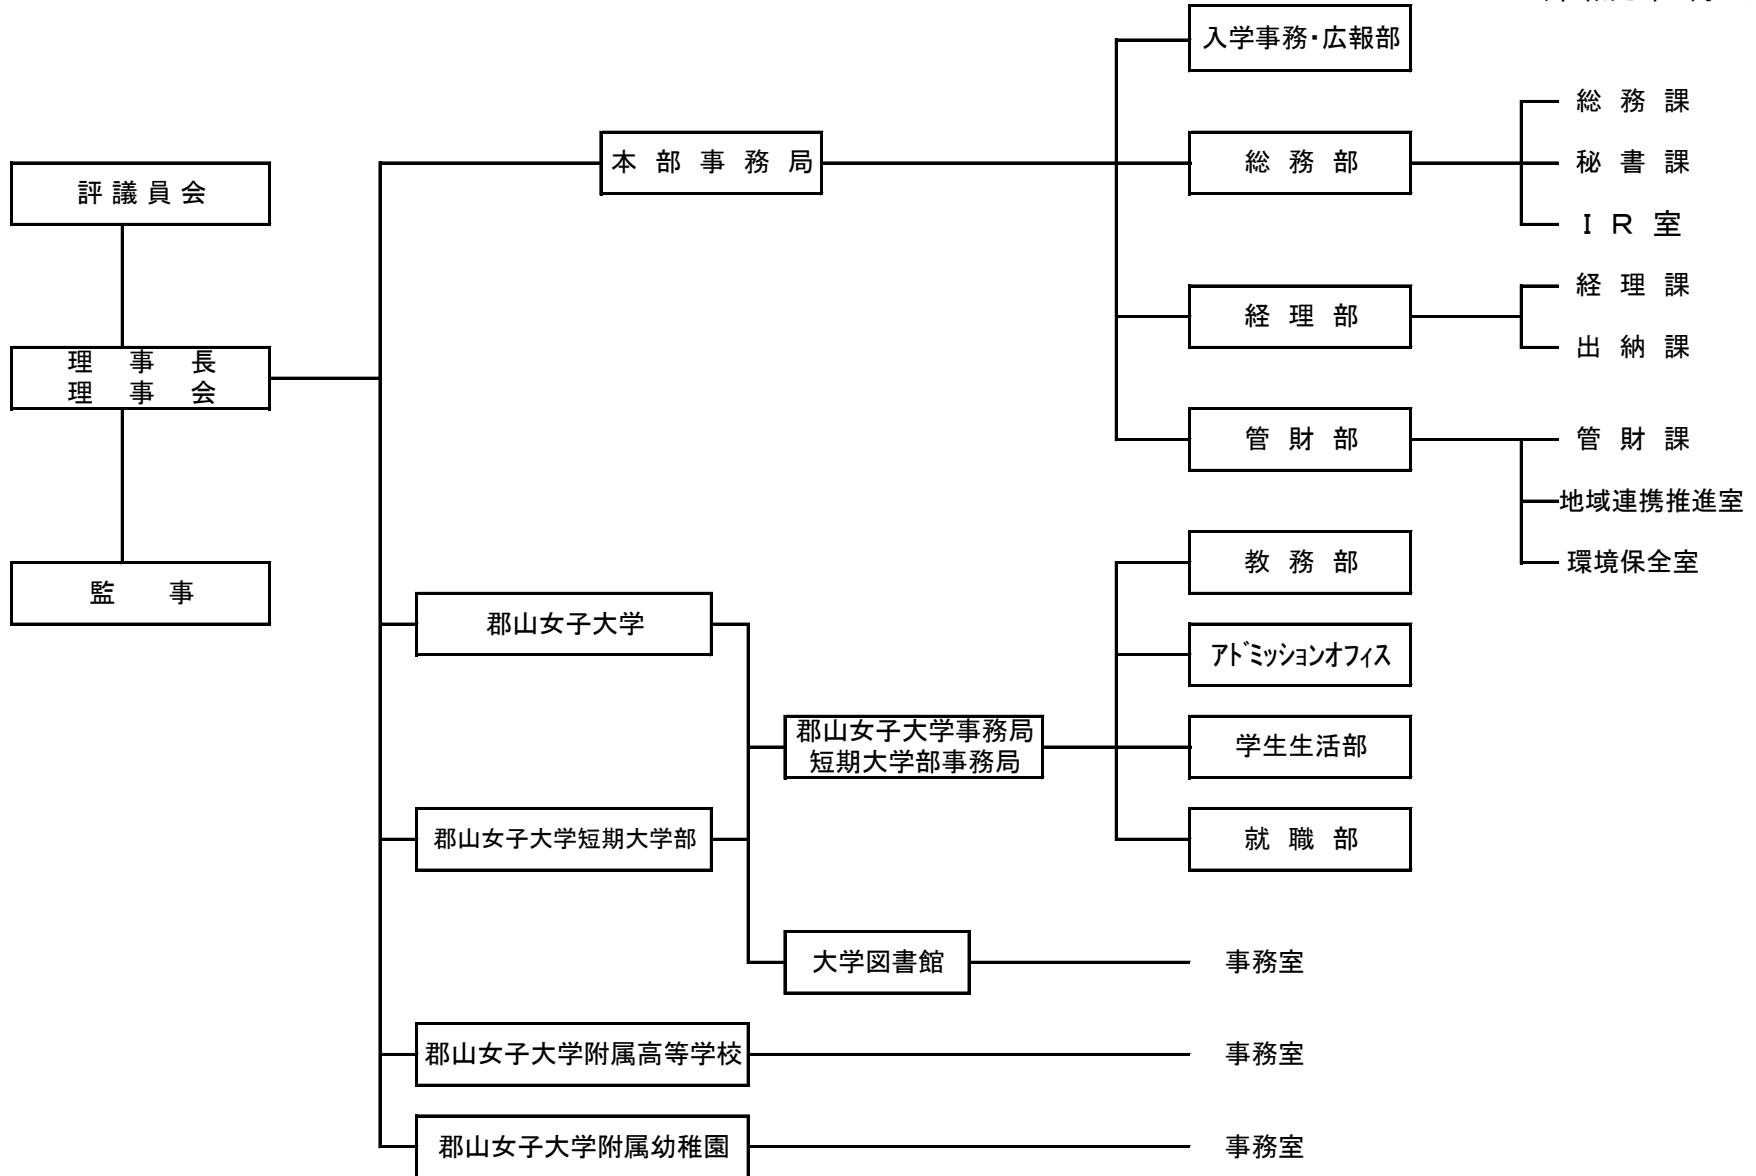 入学事務・広報部
総務課
本部事務局
総務部
秘書課
評議員会
ＩＲ室
経理課
経理部
出納課
理事長
理事会
管財部
管財課
地域連携推進室
教務部
環境保全室
監事
郡山女子大学
アドミッションオフィス
郡山女子大学事務局
短期大学部事務局
学生生活部
郡山女子大学短期大学部
就職部
大学図書館
事務室
郡山女子大学附属高等学校
事務室
郡山女子大学附属幼稚園
事務室